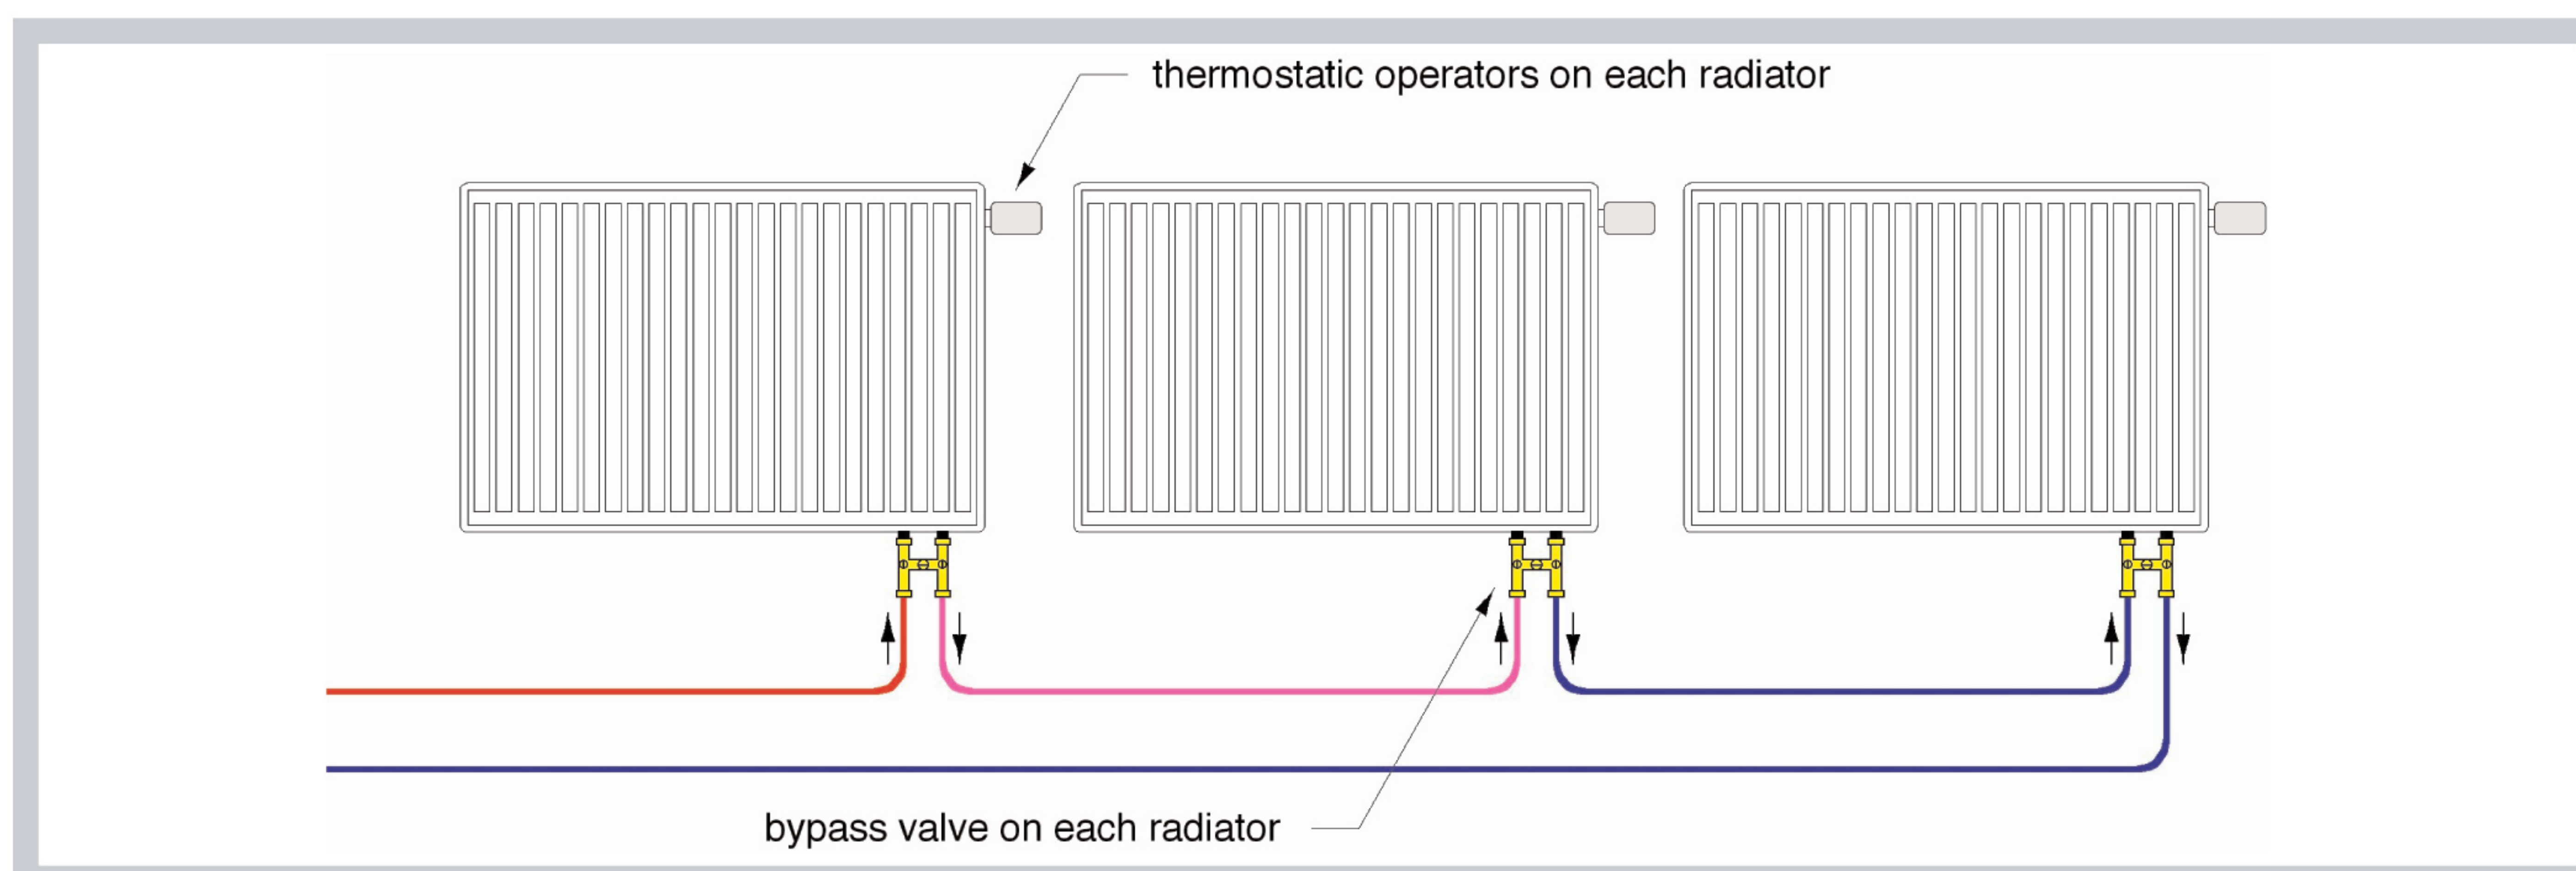 thermostatic operators on each radiator
bypass valve on each radiator